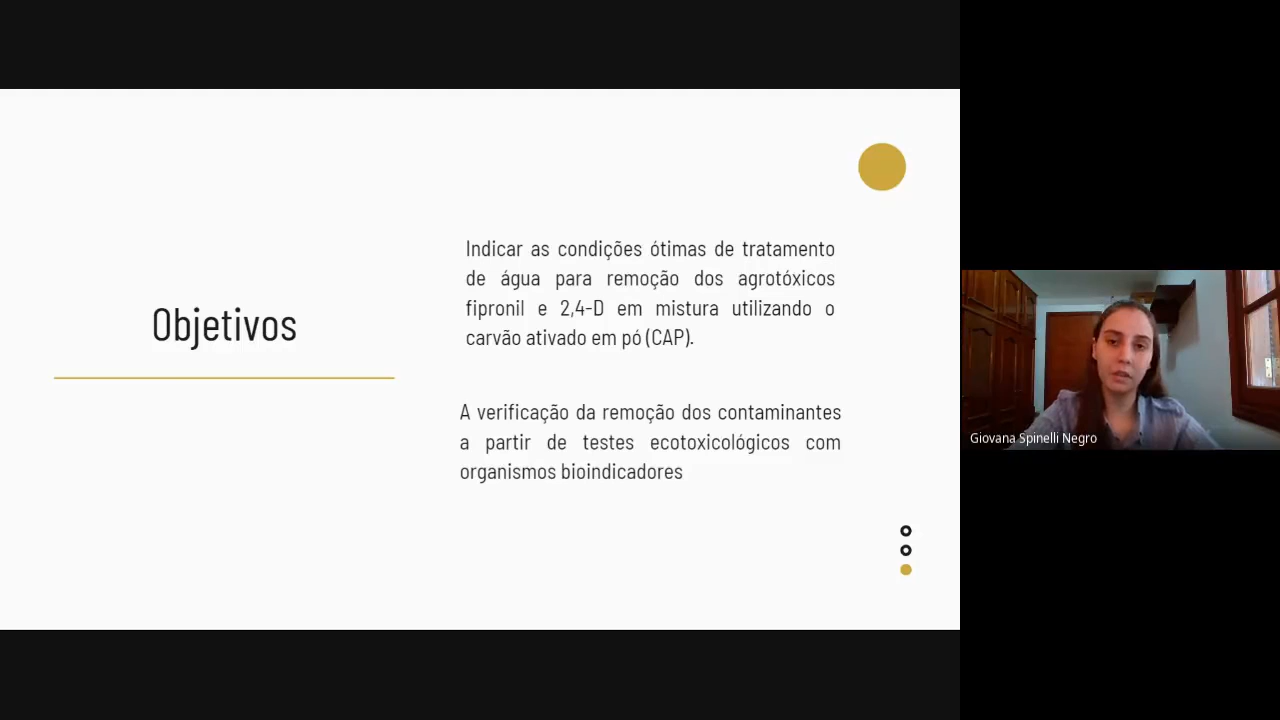 Objetivos
Indicar as condições ótimas de tratamento
de água para remoção dos agrotóxicos
fipronil e 2,4-D em mistura utilizando o
carvão ativado em pó (CAP).
A verificação da remoção dos contaminantes
a partir de testes ecotoxicológicos com
organismos bioindicadores
Giovana Spinelli Negro